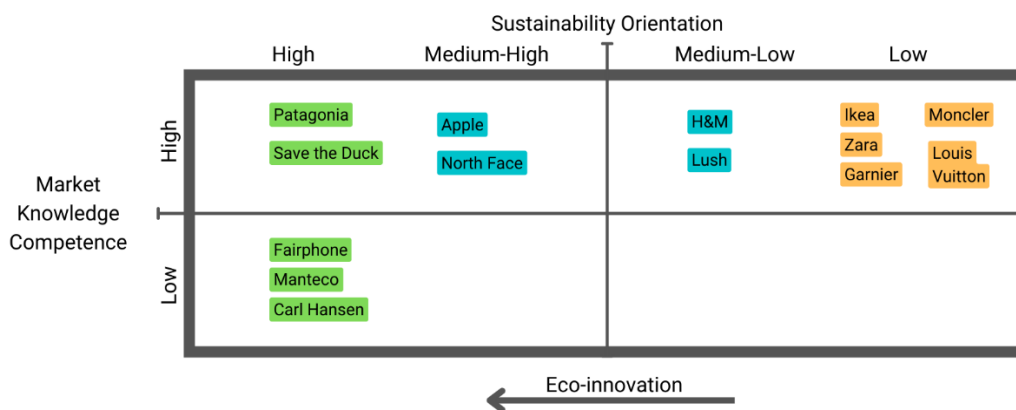 Sustainability Orientation
High
Medium-High
Medium-Low
Low
Market
Knowledge
Competence
High
Patagonia
Save the Duck
Apple
North Face
H&M
Lush
Ikea
Zara
Garnier
Moncler
Louis
Vuitton
Low
Fairphone
Manteco
Carl Hansen
Eco-innovation